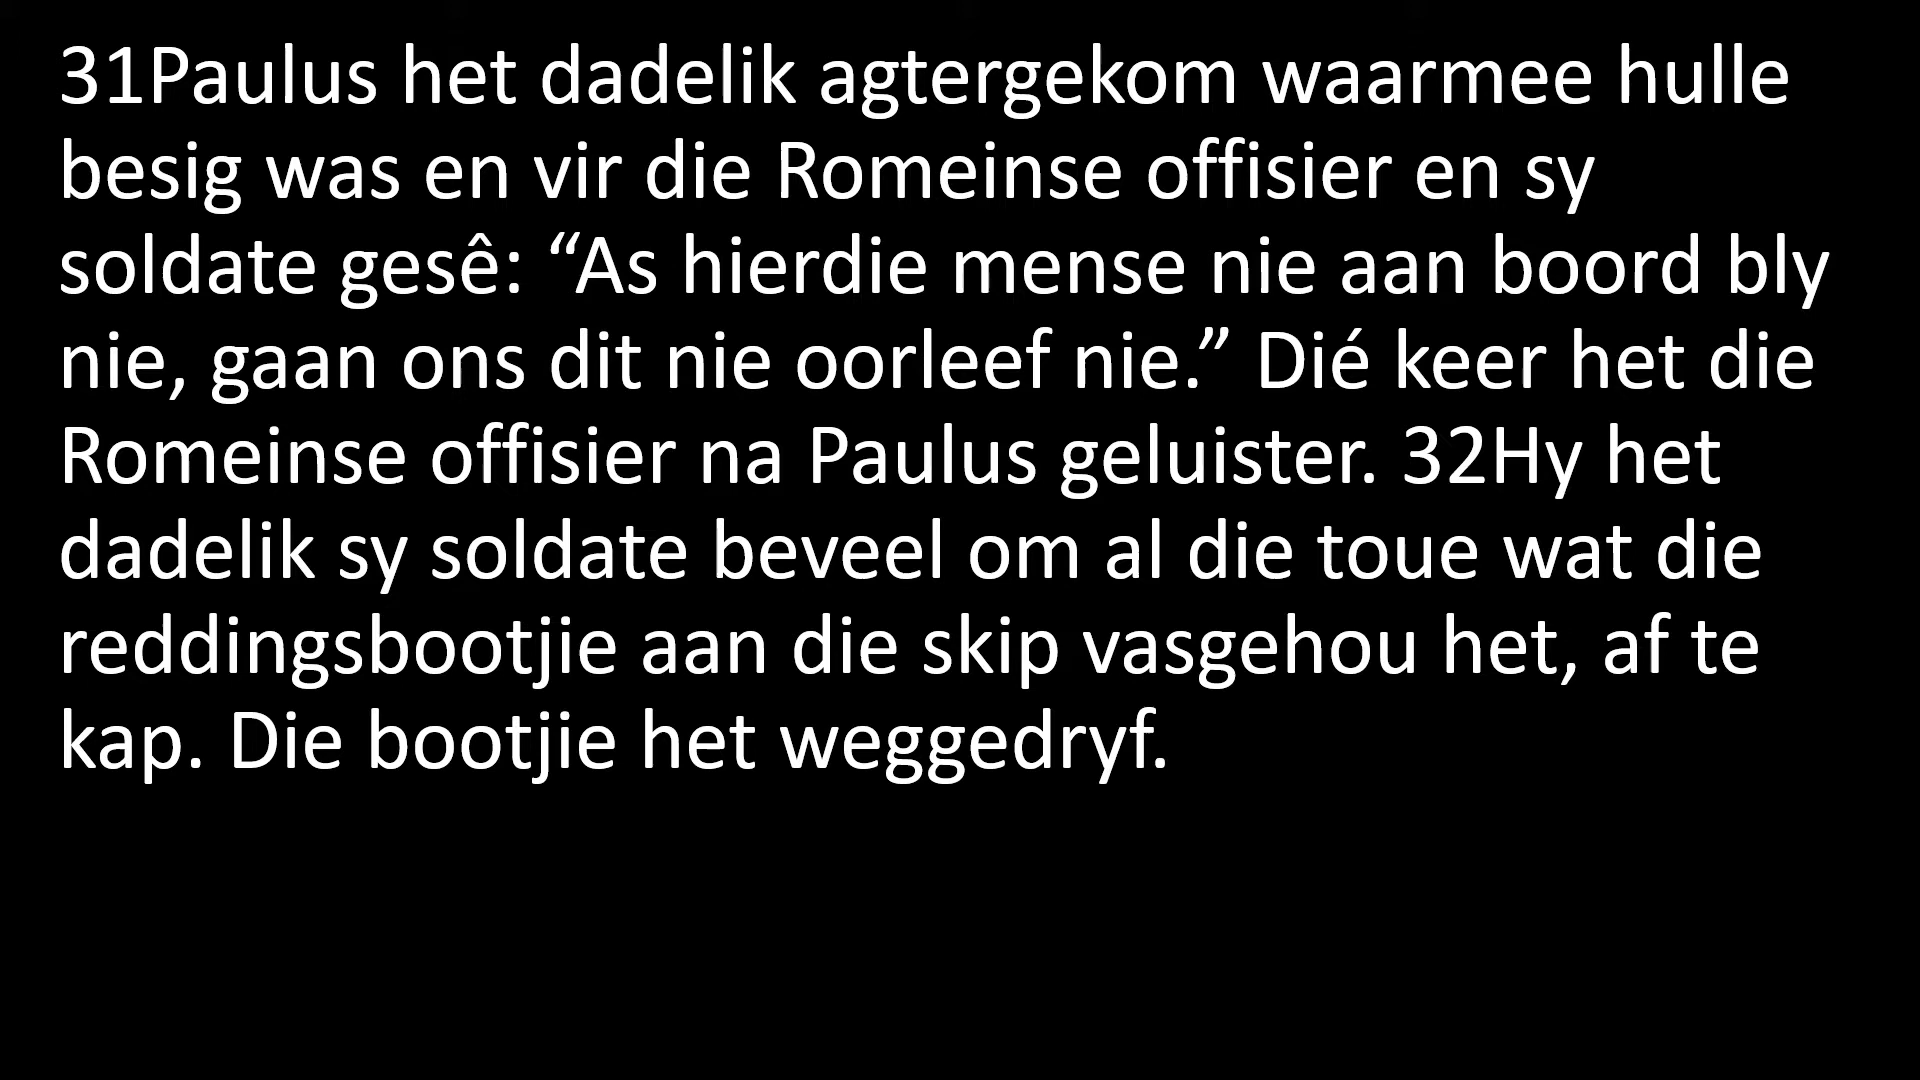 31Paulus het dadelik agtergekom waarmee hulle
besig was en vir die Romeinse offisier en sy
soldate gesê: “As hierdie mense nie aan boord bly
nie, gaan ons dit nie oorleef nie.” Dié keer het die
Romeinse offisier na Paulus geluister. 32Hy het
dadelik sy soldate beveel om al die toue wat die
reddingsbootjie aan die skip vasgehou het, af te
kap. Die bootjie het weggedryf.